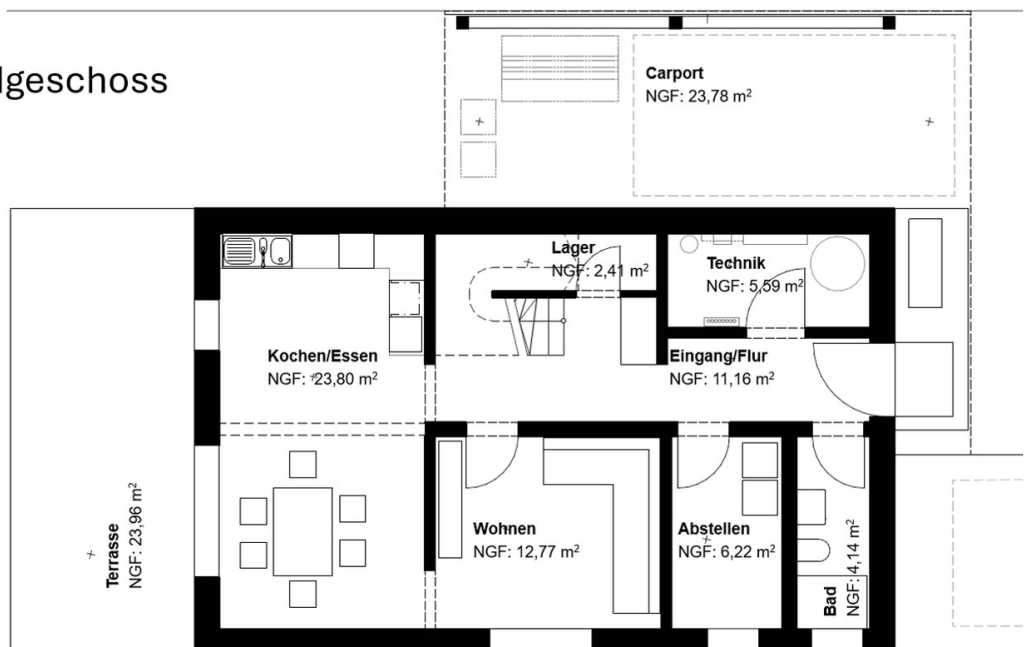 dgeschoss
Carport
NGF: 23,78 m²
Lager
NGF: 2,41 m²
Technik
NGF: 5,59 m²
Kochen/Essen
NGF: 23,80 m²
Eingang/Flur
NGF: 11,16 m²
Terrasse
NGF: 23,96 m²
Wohnen
NGF: 12,77 m²
Abstellen
NGF: 6,22 m²
Bad
NGF: 4,14 m²